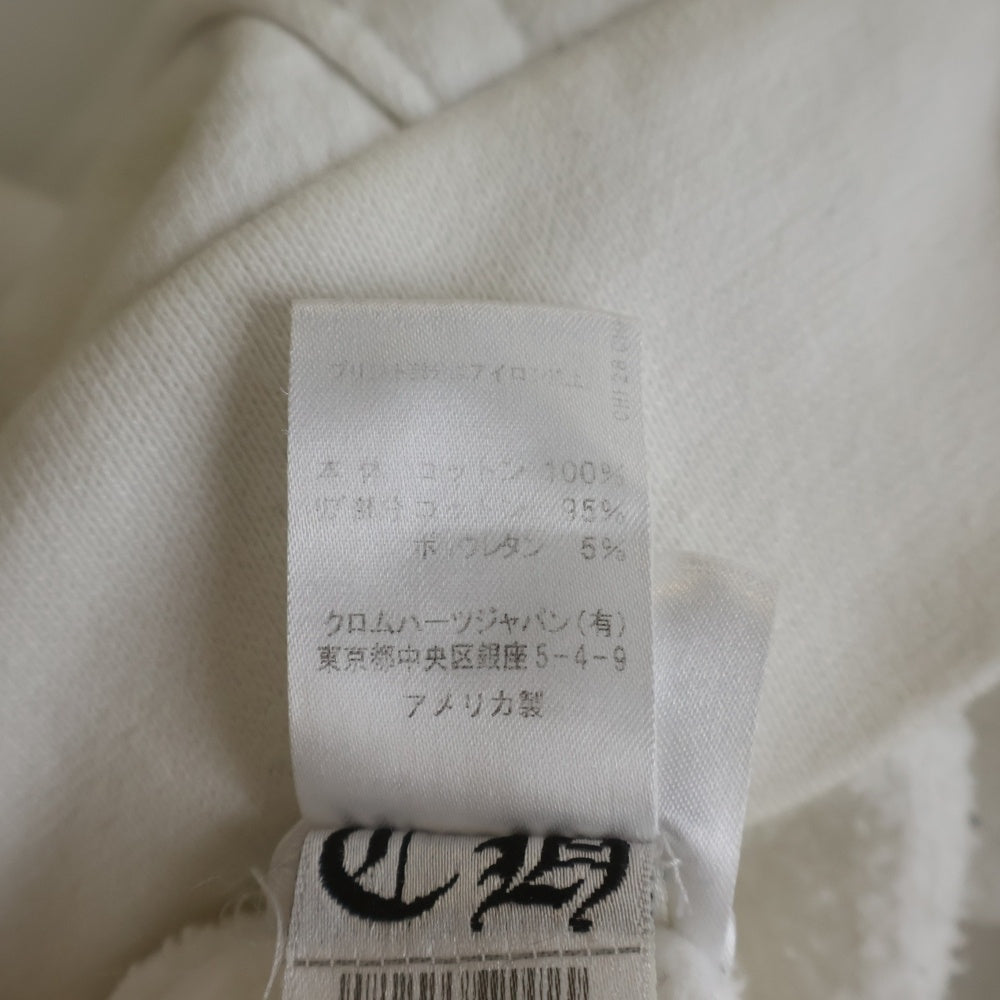 プリント部分はアイロン禁止
本体 コットン 100%
リブ部分コットン 95%
ポリウレタン 5%
クロムハーツジャパン(有)
東京都中央区銀座5-4-9
アメリカ製
CH